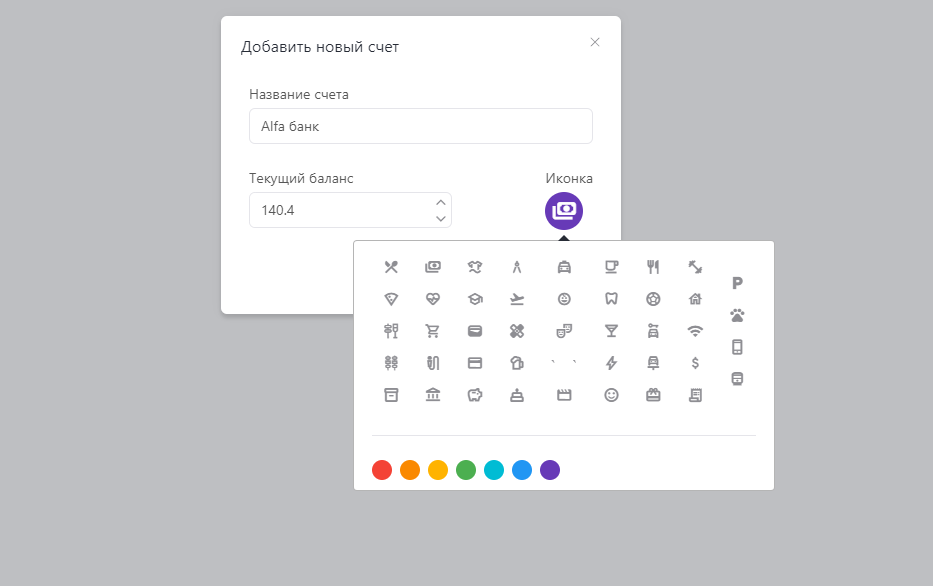 Добавить новый счет
Название счета
Alfa банк
Текущий баланс
Иконка
140.4